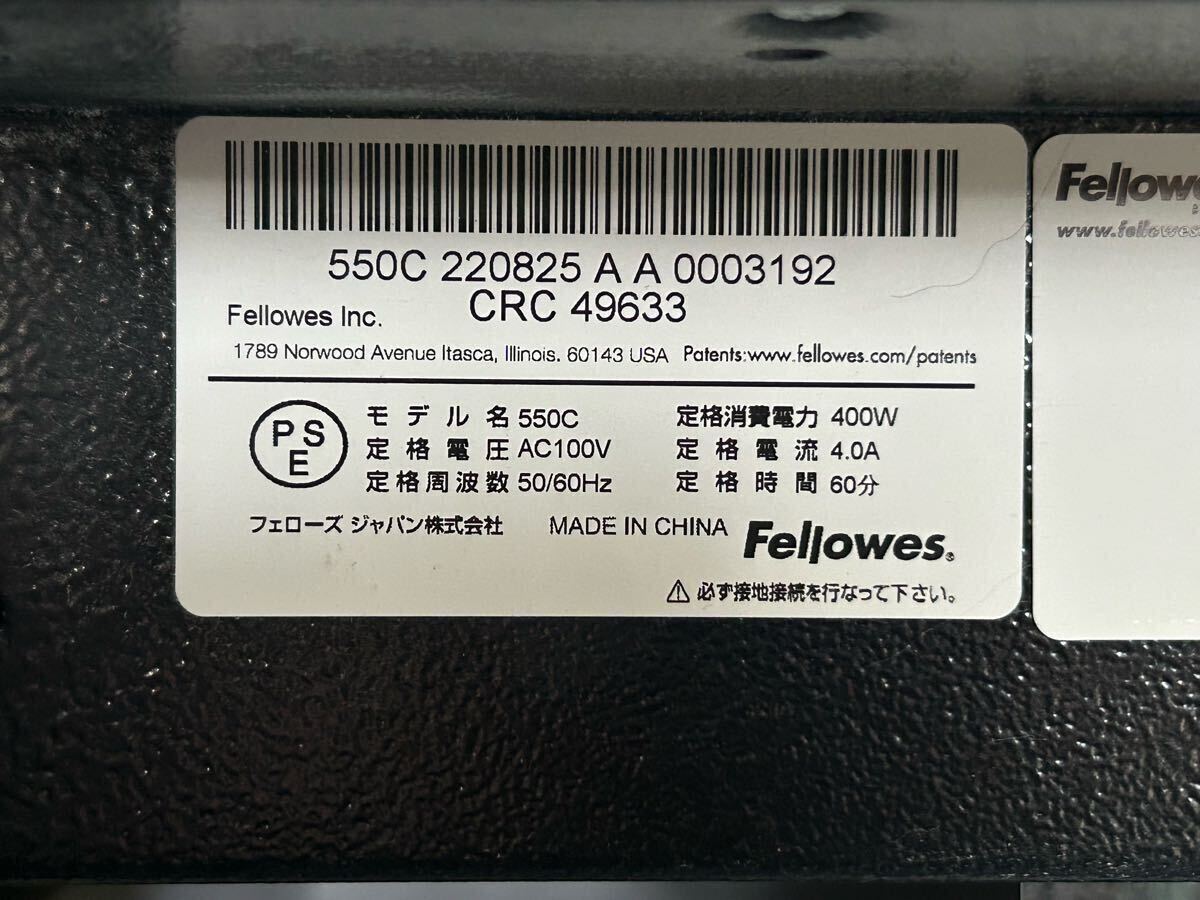 550C 220825 A A 0003192
CRC 49633
Fellowes Inc.
1789 Norwood Avenue Itasca, Illinois. 60143 USA Patents:www.fellowes.com/patents
PSE
モデル名 550C 定格消費電力 400W
定格電圧 AC100V 定格電流 4.0A
定格周波数 50/60Hz 定格時間 60分
フェローズ ジャパン株式会社 MADE IN CHINA Fellowes®
⚠ 必ず接地接続を行なって下さい。